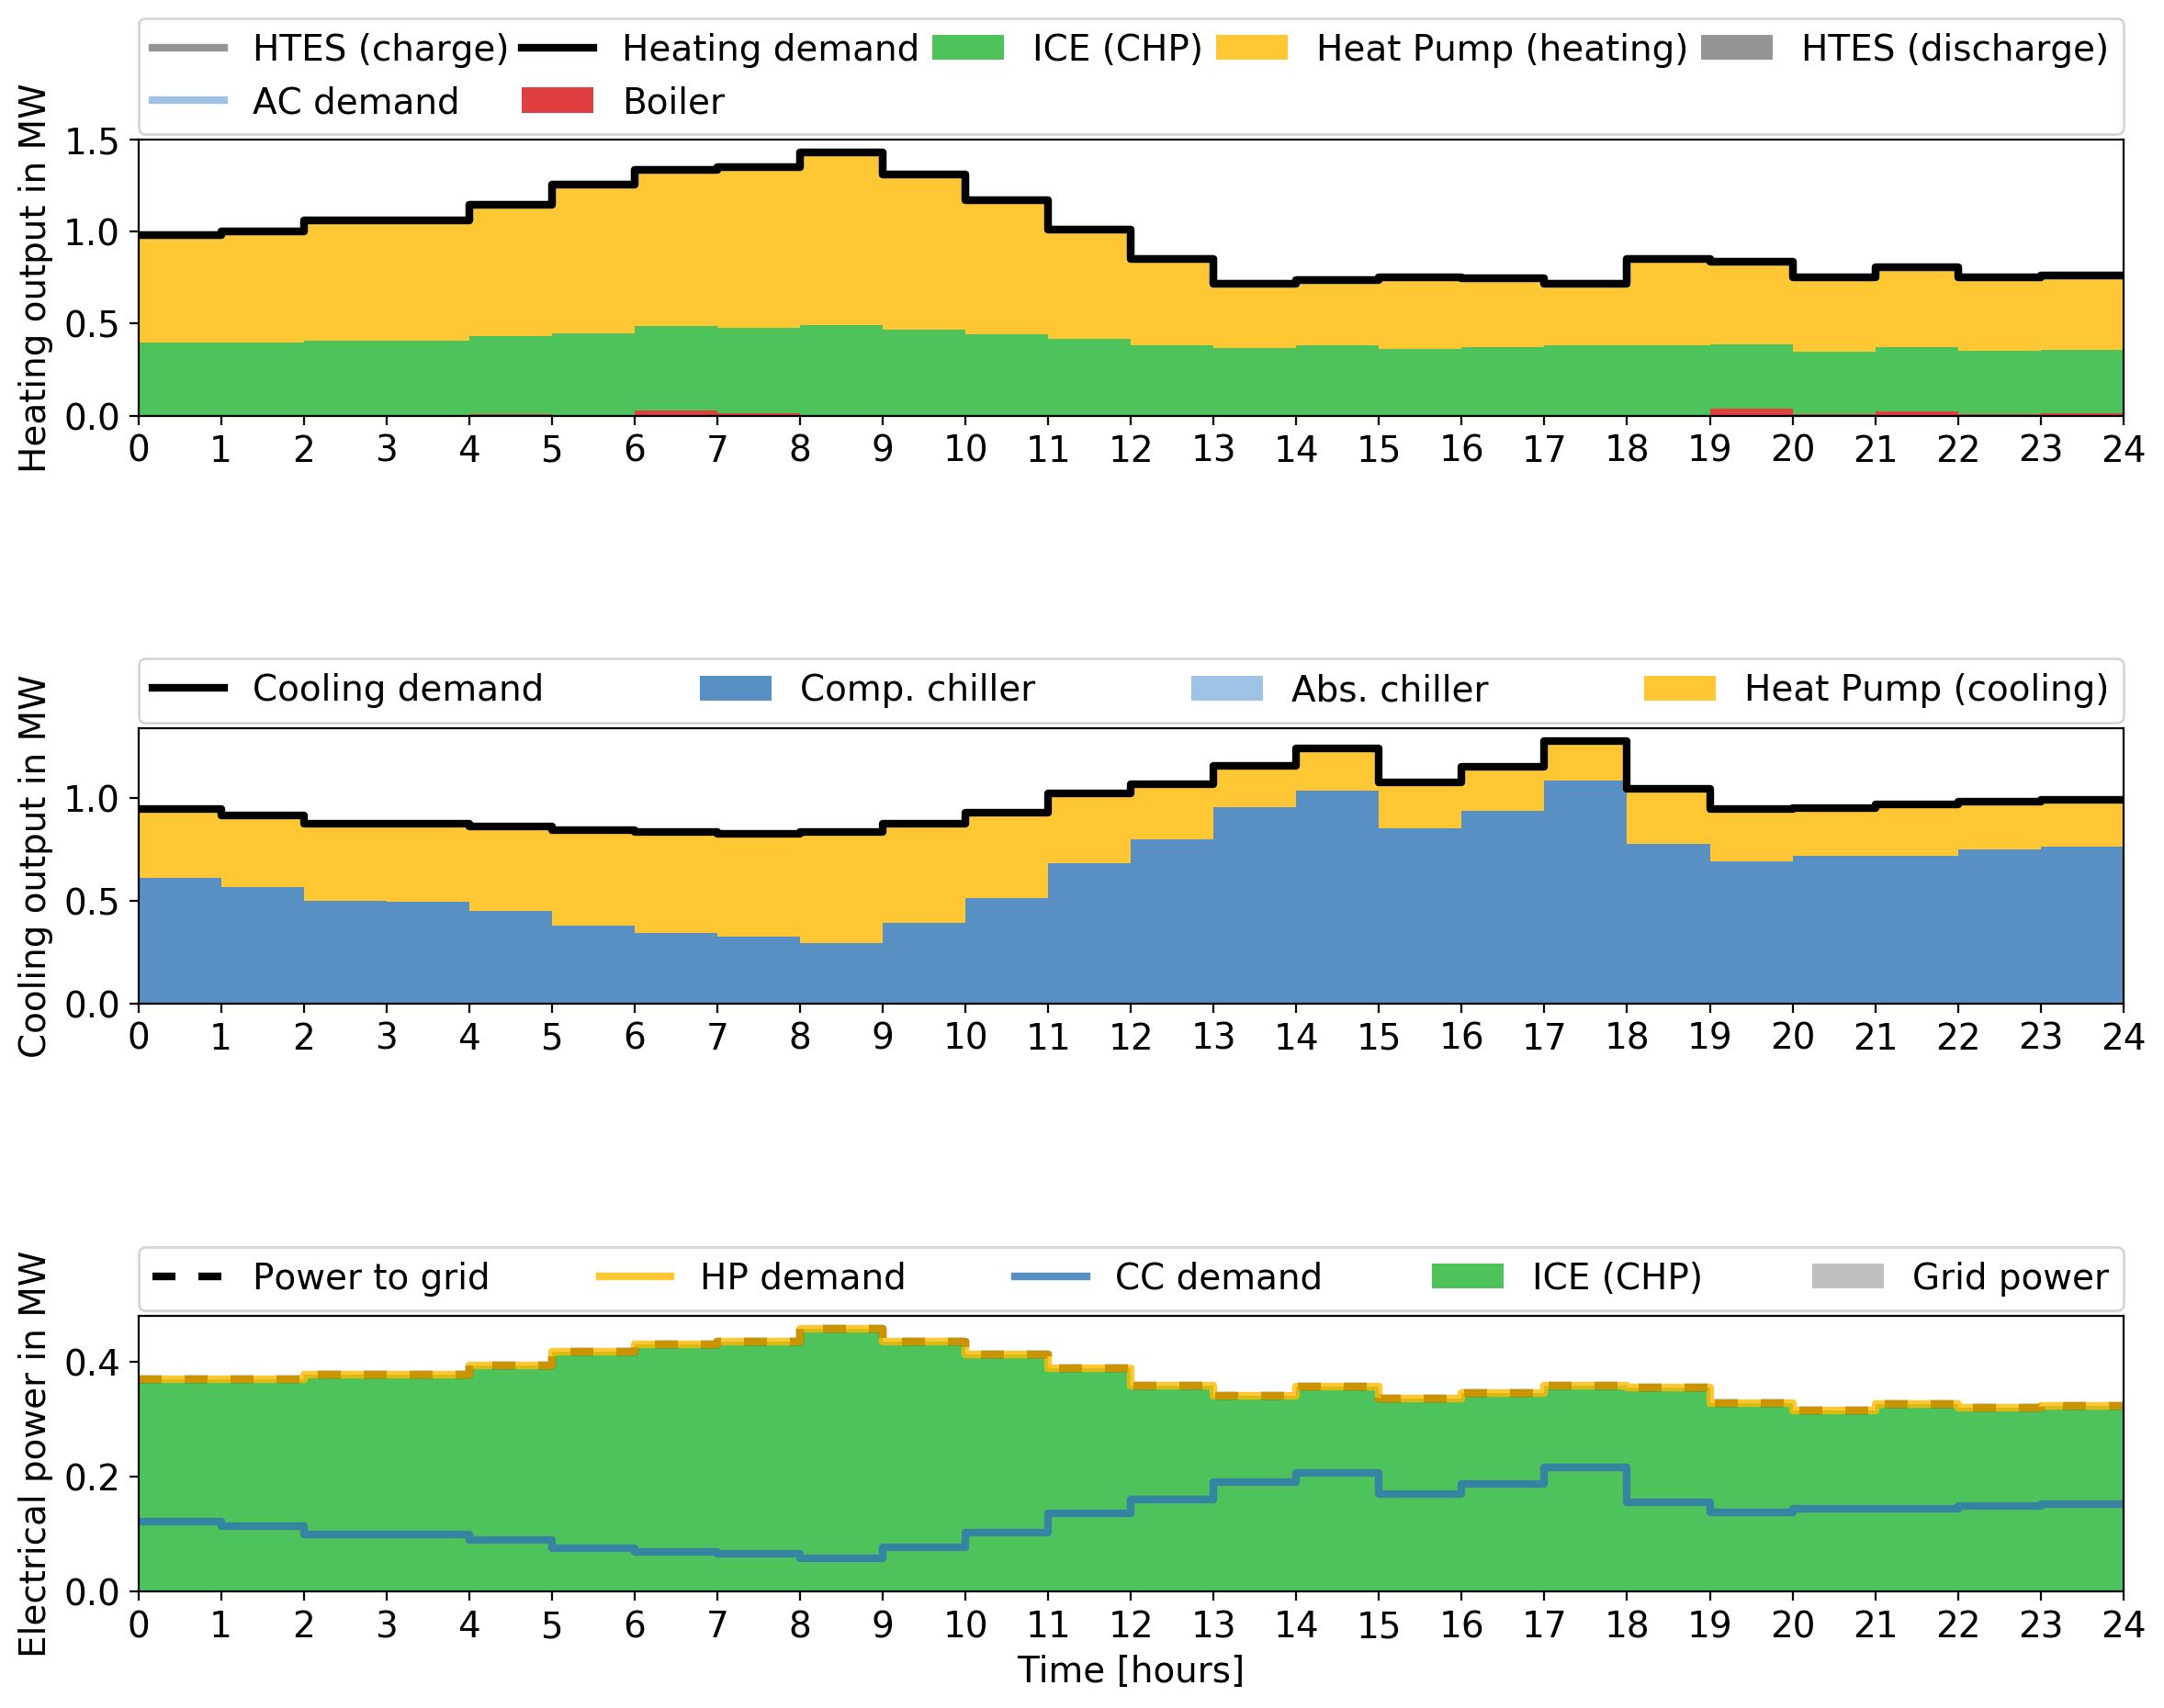 HTES (charge) Heating demand ICE (CHP) Heat Pump (heating) HTES (discharge)
AC demand Boiler
Heating output in MW
1.5
1.0
0.5
0.0
0 1 2 3 4 5 6 7 8 9 10 11 12 13 14 15 16 17 18 19 20 21 22 23 24
Cooling demand Comp. chiller Abs. chiller Heat Pump (cooling)
Cooling output in MW
1.0
0.5
0.0
0 1 2 3 4 5 6 7 8 9 10 11 12 13 14 15 16 17 18 19 20 21 22 23 24
Power to grid HP demand CC demand ICE (CHP) Grid power
Electrical power in MW
0.4
0.2
0.0
0 1 2 3 4 5 6 7 8 9 10 11 12 13 14 15 16 17 18 19 20 21 22 23 24
Time [hours]